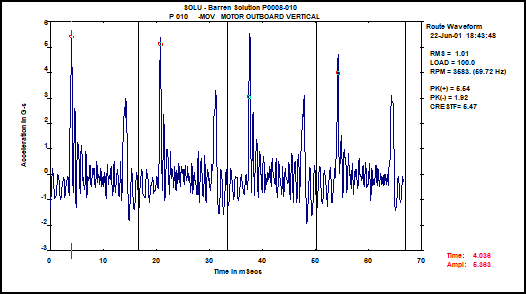 SOLU - Barren Solution P0008-010
P 010 -MOV MOTOR OUTBOARD VERTICAL
Route Waveform
22-Jun-01 18:43:48
RMS = 1.01
LOAD = 100.0
RPM = 3583. (59.72 Hz)
PK(+) = 5.54
PK(-) = 1.92
CRESTF= 5.47
Acceleration in G-s
6
5
4
3
2
1
0
-1
-2
-3
0 10 20 30 40 50 60 70
Time in mSecs
Time: 4.036
Ampl: 5.363